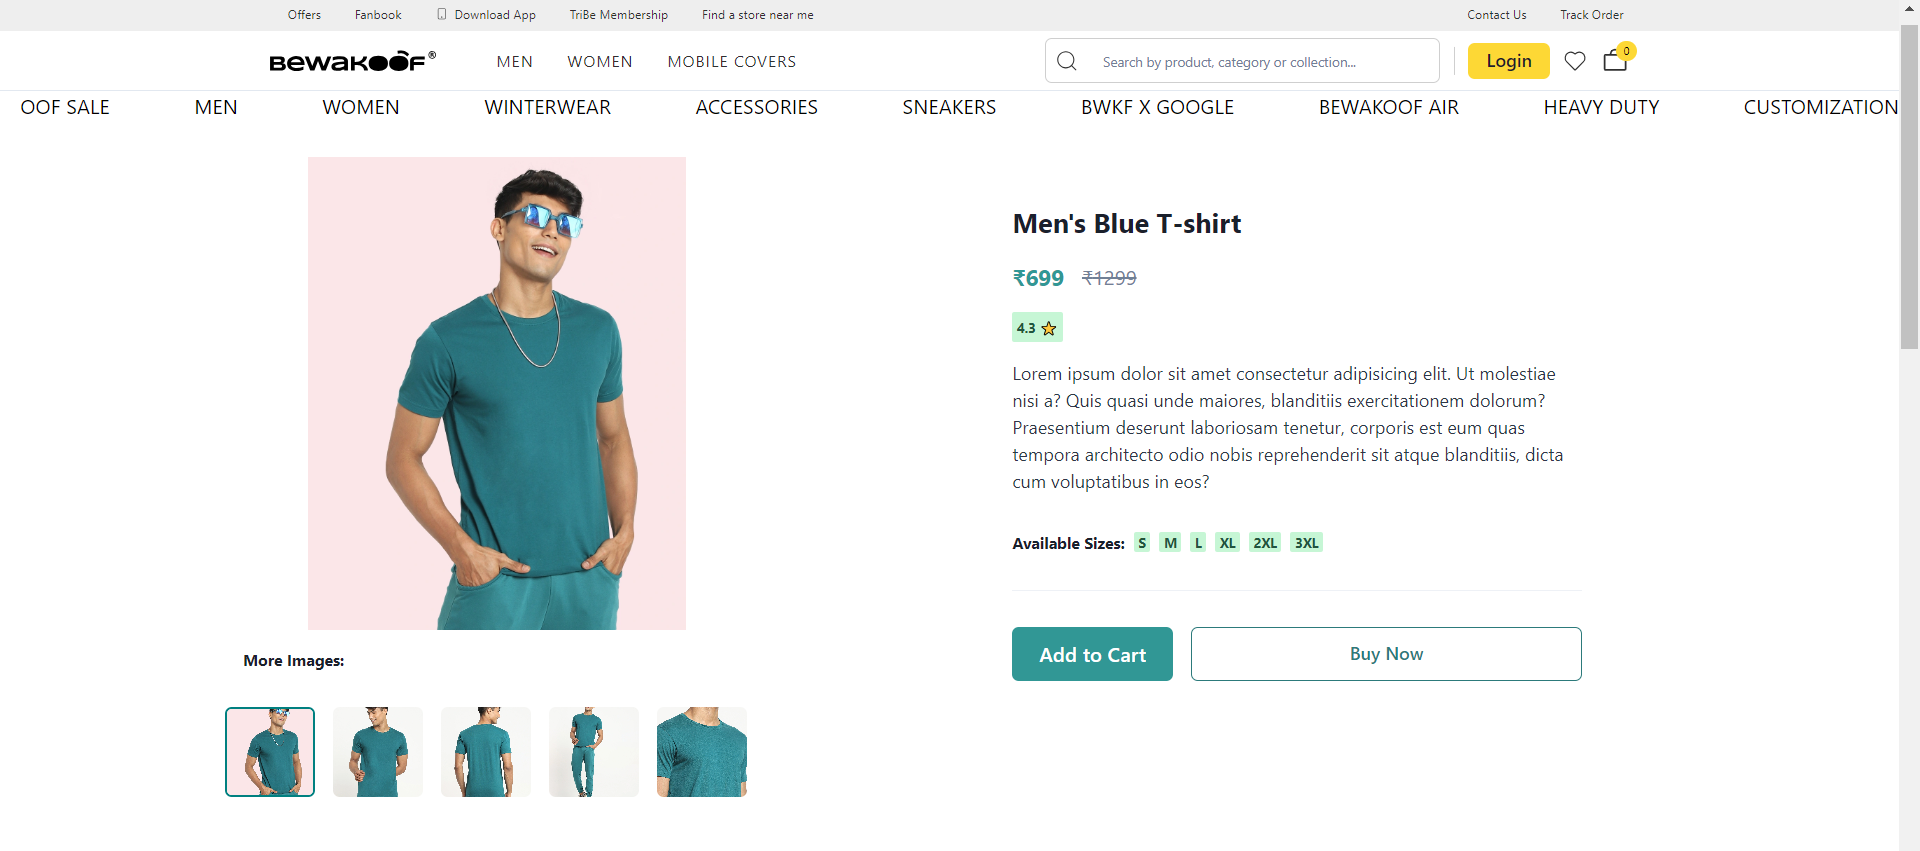 Offers Fanbook Download App TriBe Membership Find a store near me Contact Us Track Order
BEWAKOOF® MEN WOMEN MOBILE COVERS Search by product, category or collection... Login 0
OOF SALE MEN WOMEN WINTERWEAR ACCESSORIES SNEAKERS BWKF X GOOGLE BEWAKOOF AIR HEAVY DUTY CUSTOMIZATION
Men's Blue T-shirt
₹699 ₹1299
4.3
Lorem ipsum dolor sit amet consectetur adipisicing elit. Ut molestiae
nisi a? Quis quasi unde maiores, blanditiis exercitationem dolorum?
Praesentium deserunt laboriosam tenetur, corporis est eum quas
tempora architecto odio nobis reprehenderit sit atque blanditiis, dicta
cum voluptatibus in eos?
Available Sizes: S M L XL 2XL 3XL
Add to Cart Buy Now
More Images: